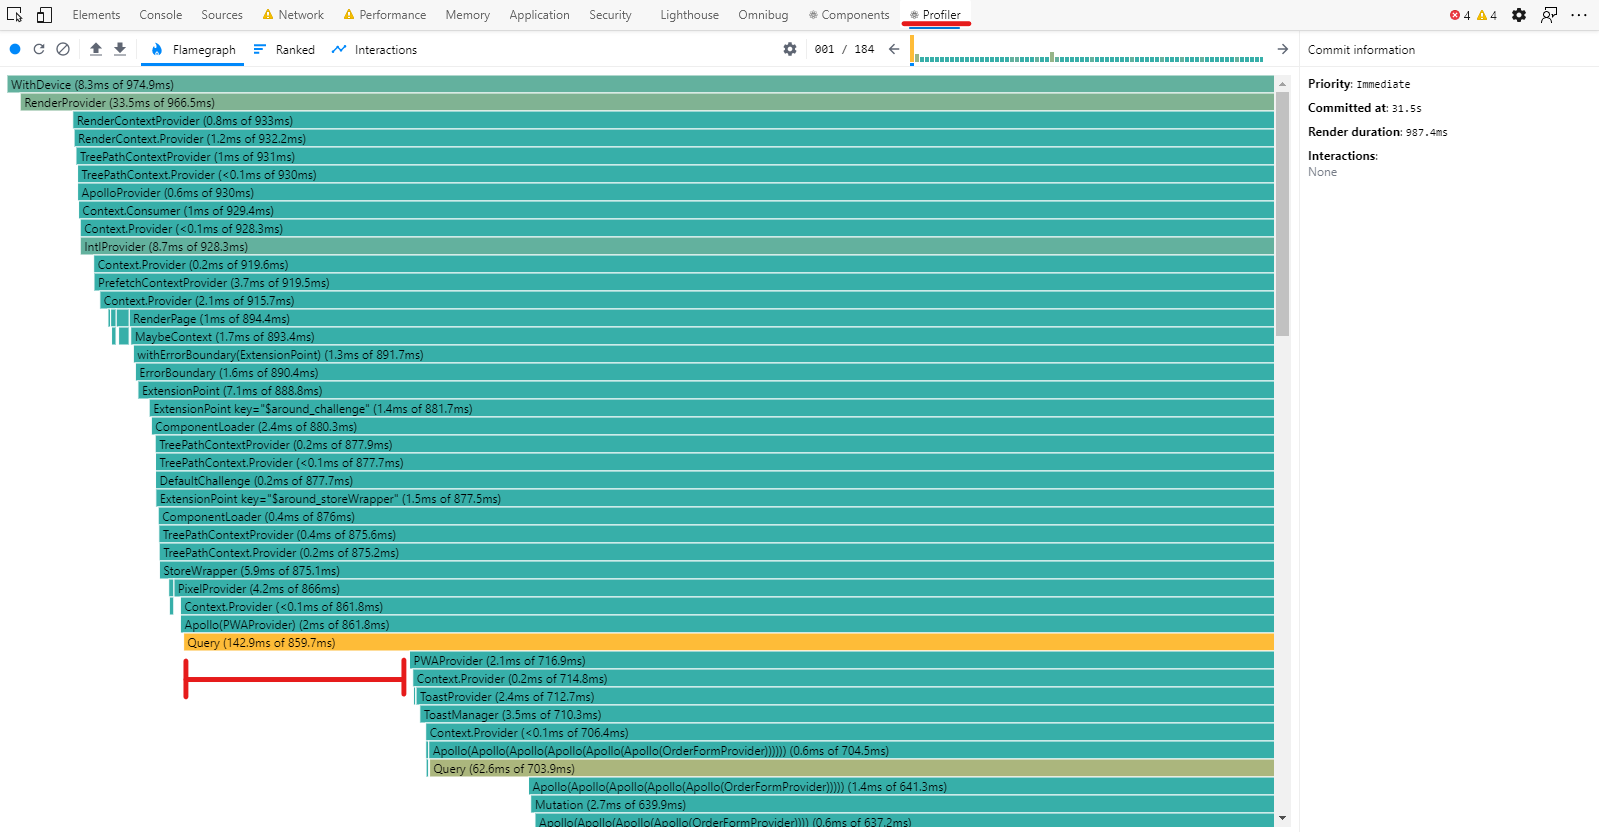 Elements Console Sources Network Performance Memory Application Security Lighthouse Omnibug Components Profiler 4 4
Flamegraph Ranked Interactions 001 / 184 Commit information
Priority: Immediate
Committed at: 31.5s
Render duration: 987.4ms
Interactions:
None
WithDevice (8.3ms of 974.9ms)
RenderProvider (33.5ms of 966.5ms)
RenderContextProvider (0.8ms of 933ms)
RenderContext.Provider (1.2ms of 932.2ms)
TreePathContextProvider (1ms of 931ms)
TreePathContext.Provider (<0.1ms of 930ms)
ApolloProvider (0.6ms of 930ms)
Context.Consumer (1ms of 929.4ms)
Context.Provider (<0.1ms of 928.3ms)
IntlProvider (8.7ms of 928.3ms)
Context.Provider (0.2ms of 919.6ms)
PrefetchContextProvider (3.7ms of 919.5ms)
Context.Provider (2.1ms of 915.7ms)
RenderPage (1ms of 894.4ms)
MaybeContext (1.7ms of 893.4ms)
withErrorBoundary(ExtensionPoint) (1.3ms of 891.7ms)
ErrorBoundary (1.6ms of 890.4ms)
ExtensionPoint (7.1ms of 888.8ms)
ExtensionPoint key="$around_challenge" (1.4ms of 881.7ms)
ComponentLoader (2.4ms of 880.3ms)
TreePathContextProvider (0.2ms of 877.9ms)
TreePathContext.Provider (<0.1ms of 877.7ms)
DefaultChallenge (0.2ms of 877.7ms)
ExtensionPoint key="$around_storeWrapper" (1.5ms of 877.5ms)
ComponentLoader (0.4ms of 876ms)
TreePathContextProvider (0.4ms of 875.6ms)
TreePathContext.Provider (0.2ms of 875.2ms)
StoreWrapper (5.9ms of 875.1ms)
PixelProvider (4.2ms of 866ms)
Context.Provider (<0.1ms of 861.8ms)
Apollo(PWAProvider) (2ms of 861.8ms)
Query (142.9ms of 859.7ms)
PWAProvider (2.1ms of 716.9ms)
Context.Provider (0.2ms of 714.8ms)
ToastProvider (2.4ms of 712.7ms)
ToastManager (3.5ms of 710.3ms)
Context.Provider (<0.1ms of 706.4ms)
Apollo(Apollo(Apollo(Apollo(Apollo(Apollo(OrderFormProvider)))))) (0.6ms of 704.5ms)
Query (62.6ms of 703.9ms)
Apollo(Apollo(Apollo(Apollo(Apollo(OrderFormProvider))))) (1.4ms of 641.3ms)
Mutation (2.7ms of 639.9ms)
Apollo(Apollo(Apollo(Apollo(OrderFormProvider)))) (0.6ms of 637.2ms)